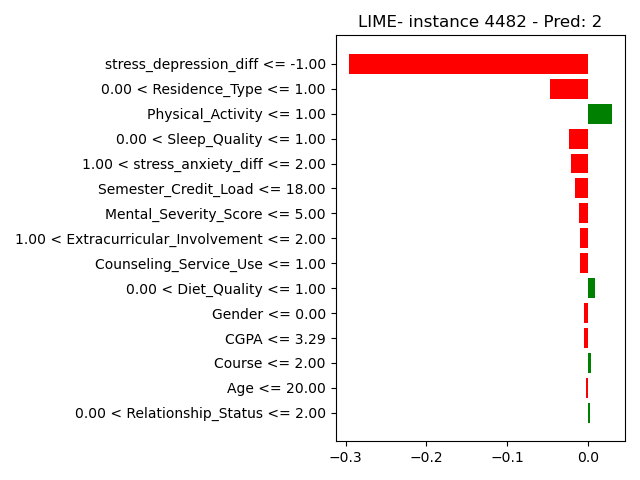 LIME- instance 4482 - Pred: 2
stress_depression_diff <= -1.00
0.00 < Residence_Type <= 1.00
Physical_Activity <= 1.00
0.00 < Sleep_Quality <= 1.00
1.00 < stress_anxiety_diff <= 2.00
Semester_Credit_Load <= 18.00
Mental_Severity_Score <= 5.00
1.00 < Extracurricular_Involvement <= 2.00
Counseling_Service_Use <= 1.00
0.00 < Diet_Quality <= 1.00
Gender <= 0.00
CGPA <= 3.29
Course <= 2.00
Age <= 20.00
0.00 < Relationship_Status <= 2.00
−0.3 −0.2 −0.1 0.0